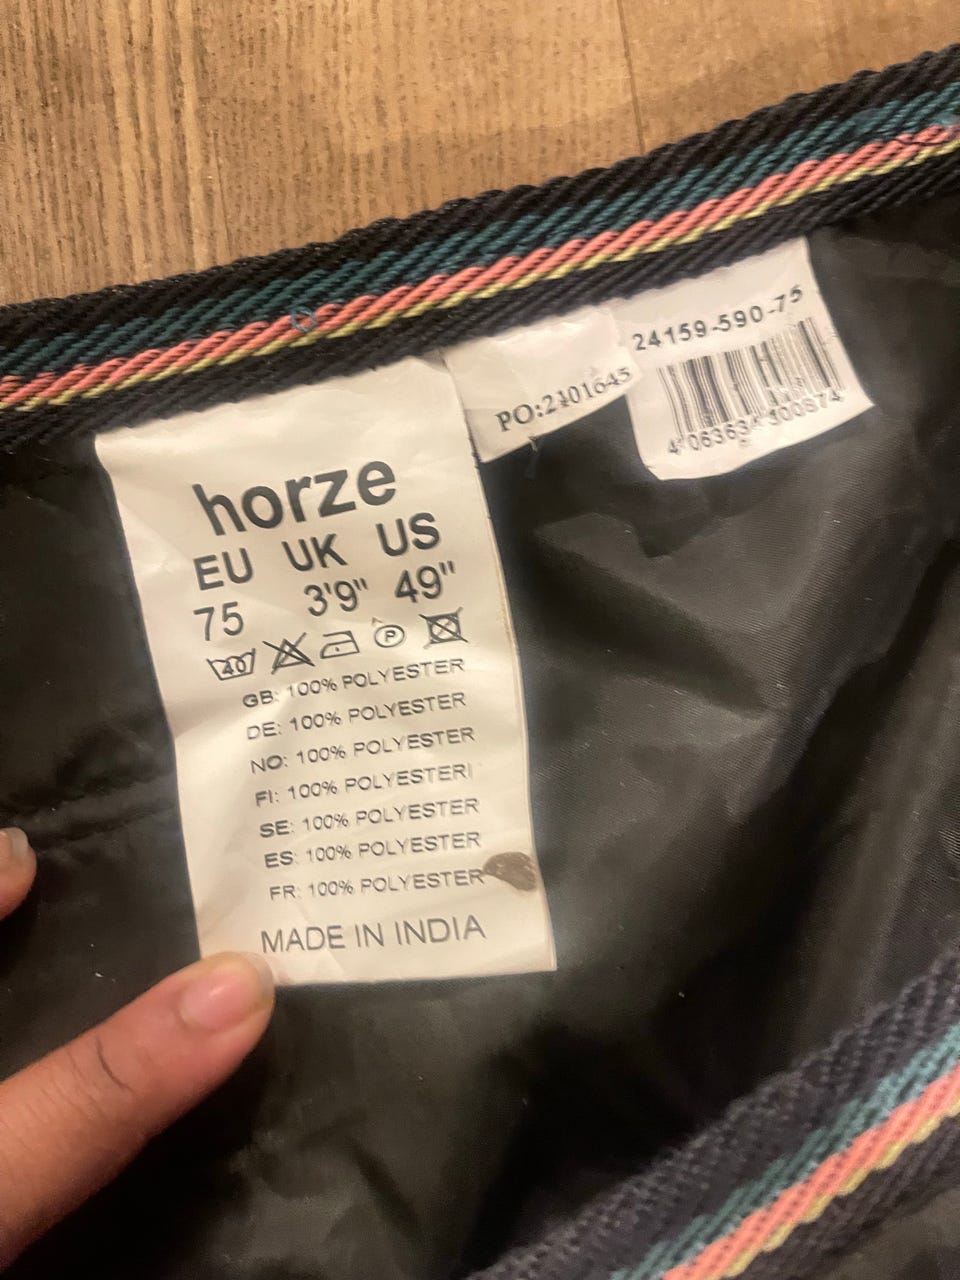 horze
EU UK US
75 3'9" 49"
40 P
GB: 100% POLYESTER
DE: 100% POLYESTER
NO: 100% POLYESTER
FI: 100% POLYESTERI
SE: 100% POLYESTER
ES: 100% POLYESTER
FR: 100% POLYESTER
MADE IN INDIA
PO:2101645
24159-590-75